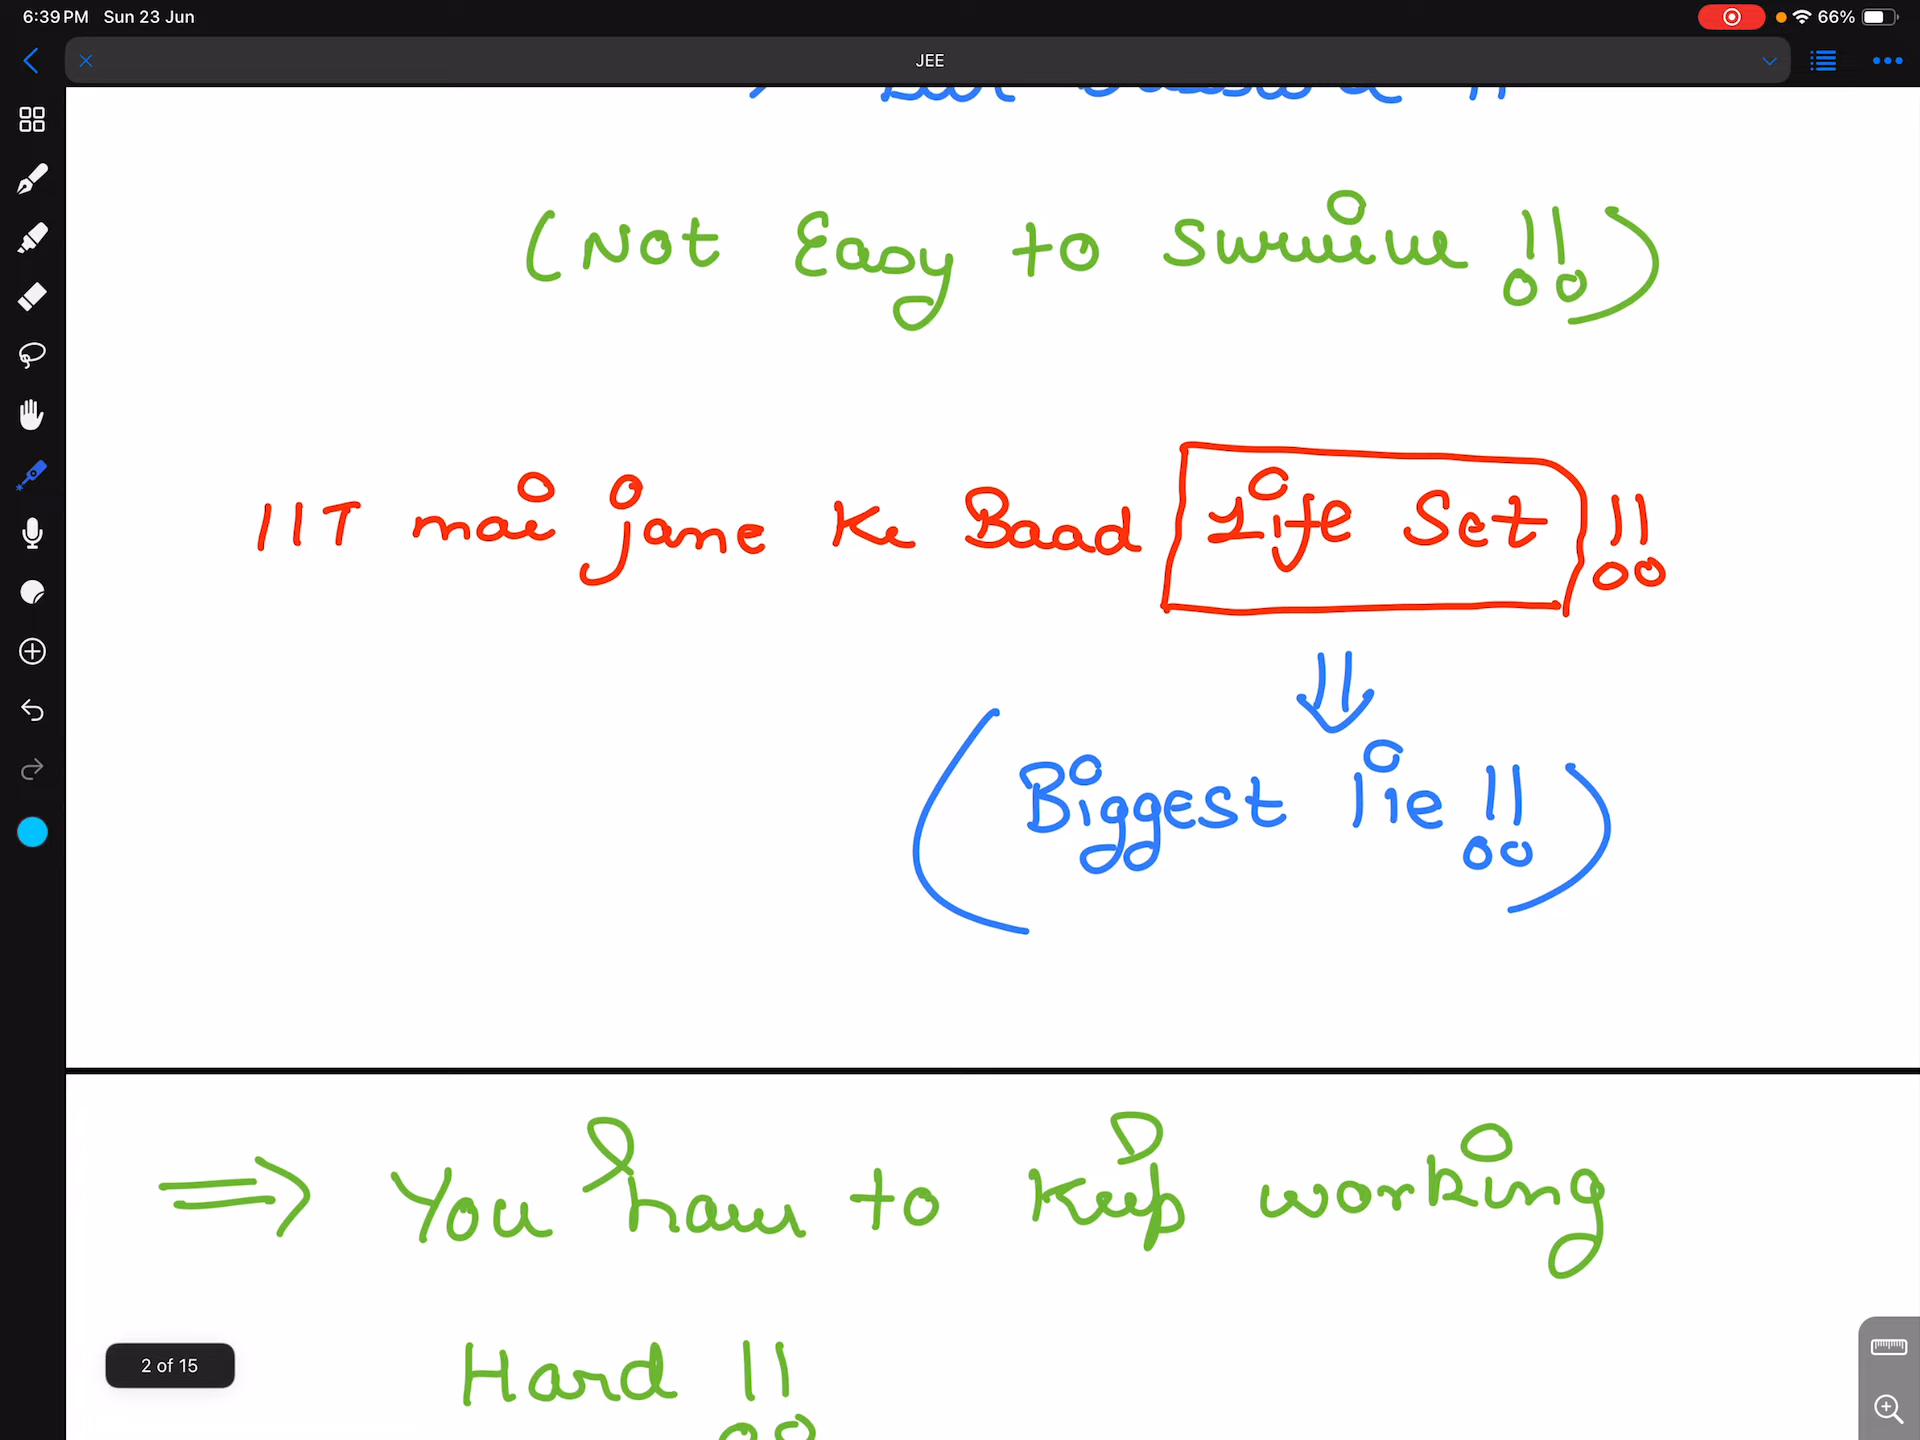 6:39 PM Sun 23 Jun 66%
JEE
(Not Easy to Survive !!)
IIT mai jane ke Baad Life Set !!
(Biggest lie !!)
⇒ You have to keep working
Hard !!
2 of 15